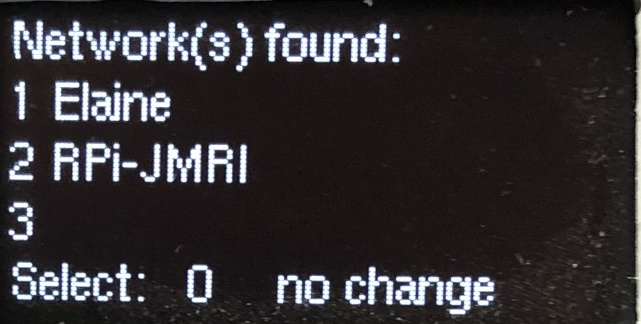 Network(s) found:
1 Elaine
2 RPi-JMRI
3
Select: 0 no change